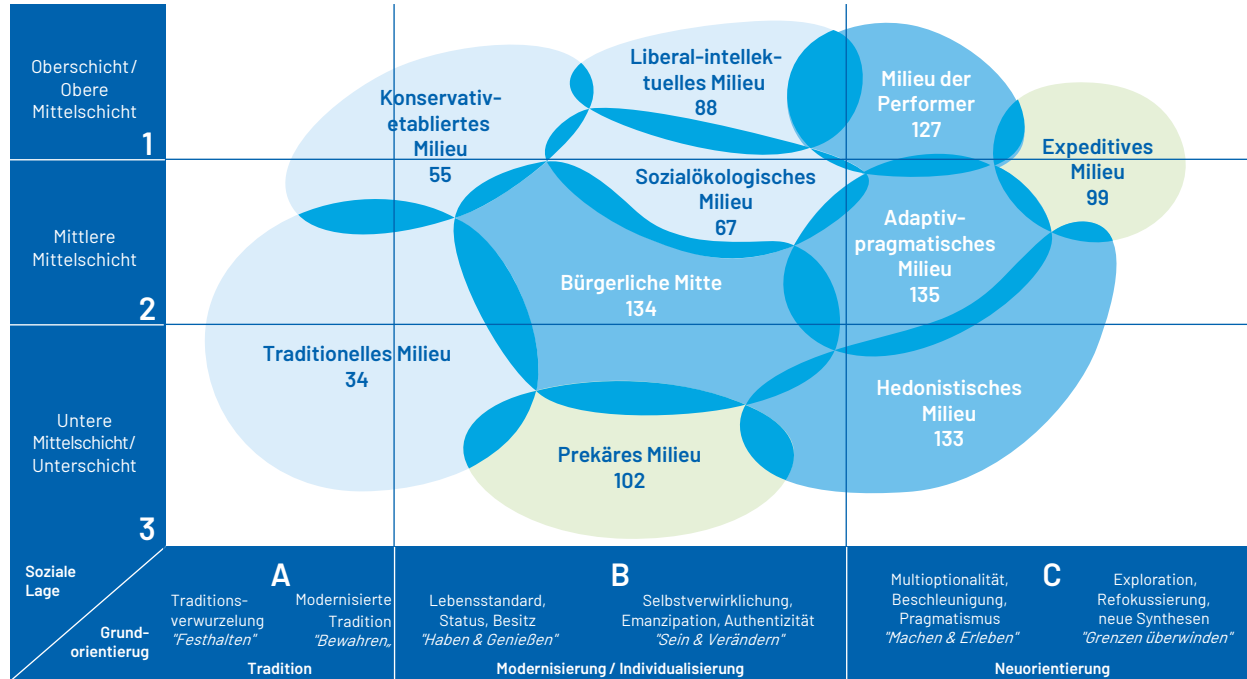 Oberschicht/
Obere
Mittelschicht
1
Mittlere
Mittelschicht
2
Untere
Mittelschicht/
Unterschicht
3
Konservativ-
etabliertes
Milieu
55
Liberal-intellek-
tuelles Milieu
88
Milieu der
Performer
127
Expeditives
Milieu
99
Sozialökologisches
Milieu
67
Adaptiv-
pragmatisches
Milieu
135
Bürgerliche Mitte
134
Traditionelles Milieu
34
Hedonistisches
Milieu
133
Prekäres Milieu
102
Soziale
Lage
Grund-
orientierug
A
Traditions-
verwurzelung
"Festhalten"
Modernisierte
Tradition
"Bewahren„
Tradition
B
Lebensstandard,
Status, Besitz
"Haben & Genießen"
Selbstverwirklichung,
Emanzipation, Authentizität
"Sein & Verändern"
Modernisierung / Individualisierung
C
Multioptionalität,
Beschleunigung,
Pragmatismus
"Machen & Erleben"
Exploration,
Refokussierung,
neue Synthesen
"Grenzen überwinden"
Neuorientierung